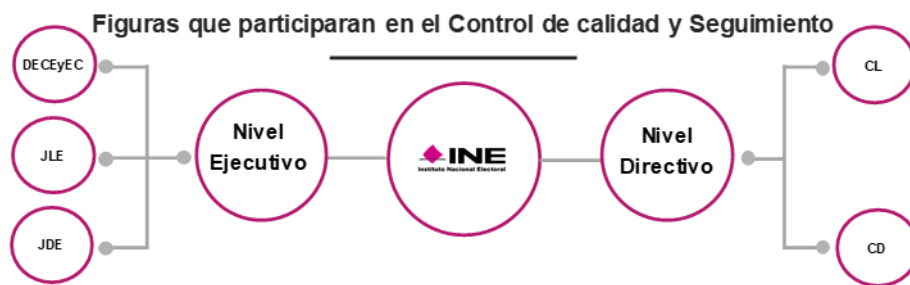 Figuras que participaran en el Control de calidad y Seguimiento
DECEyEC
JLE
JDE
Nivel
Ejecutivo
INE
Instituto Nacional Electoral
Nivel
Directivo
CL
CD